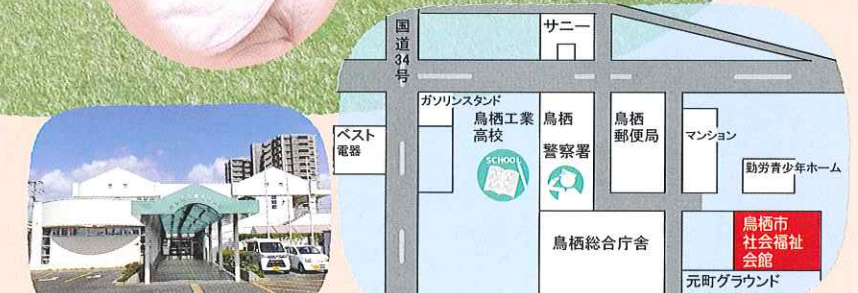 国道34号
サニー
ガソリンスタンド
ベスト
電器
鳥栖工業
高校
SCHOOL
鳥栖
警察署
鳥栖
郵便局
マンション
勤労青少年ホーム
鳥栖総合庁舎
鳥栖市
社会福祉
会館
元町グラウンド